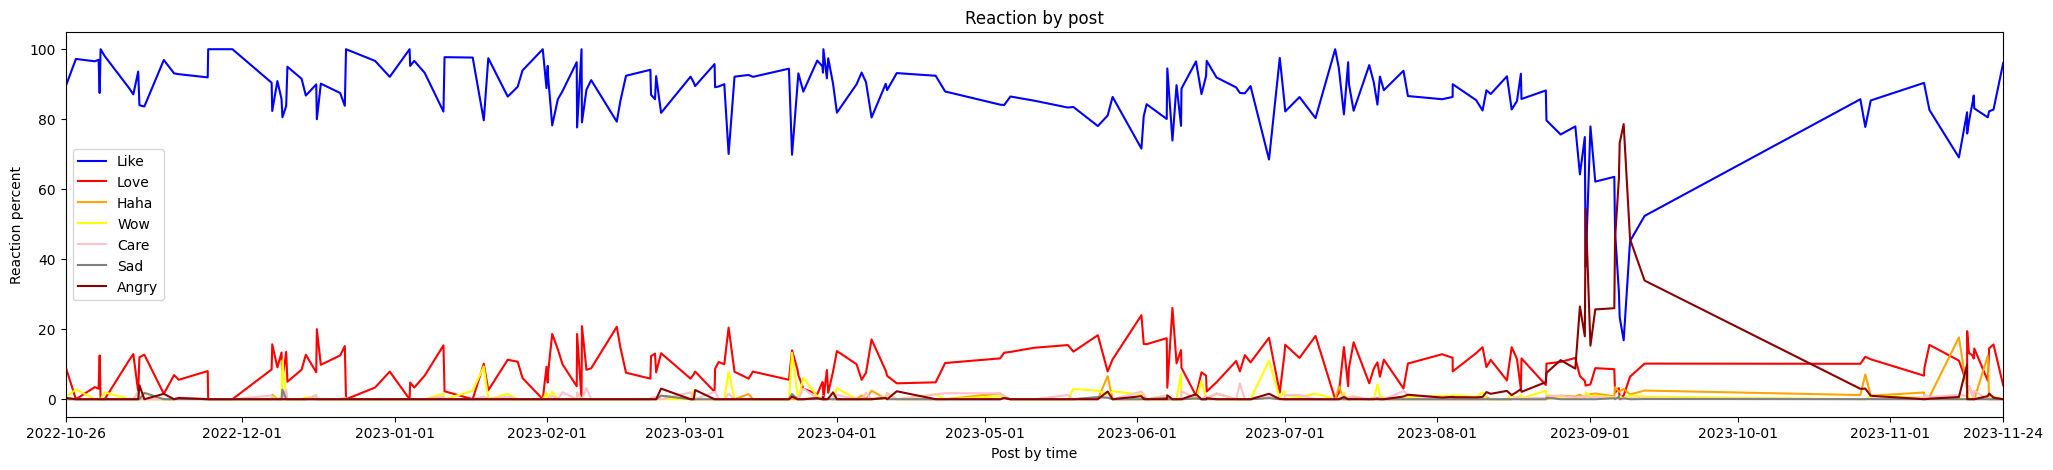 Reaction by post
Reaction percent
100
80
60
40
20
0
Like
Love
Haha
Wow
Care
Sad
Angry
2022-10-26 2022-12-01 2023-01-01 2023-02-01 2023-03-01 2023-04-01 2023-05-01 2023-06-01 2023-07-01 2023-08-01 2023-09-01 2023-10-01 2023-11-01 2023-11-24
Post by time